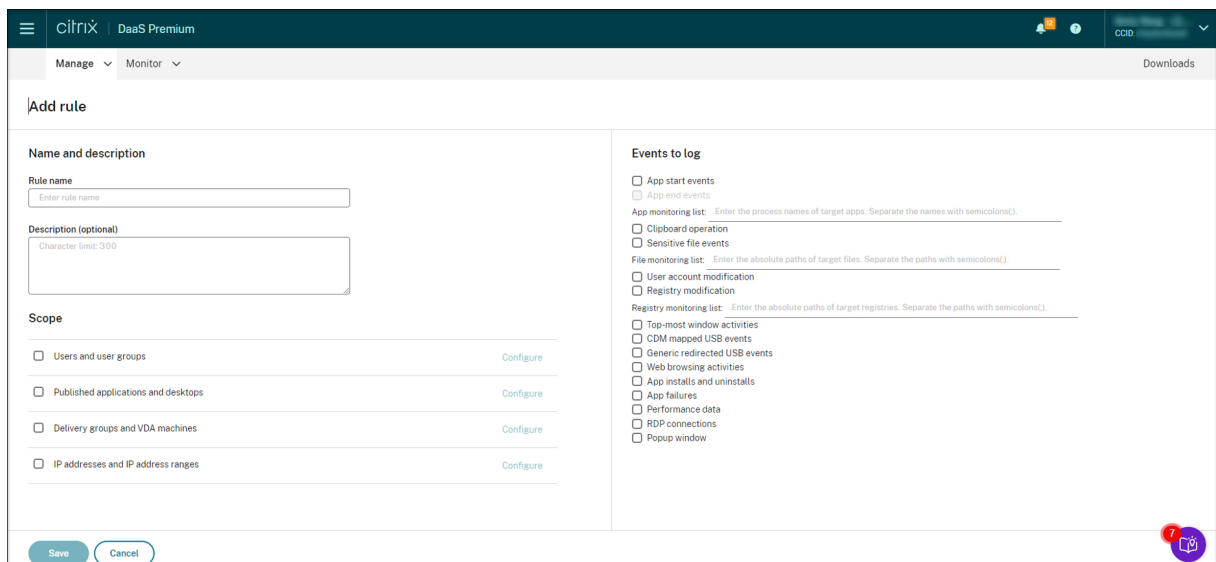 citrix DaaS Premium
12
?
CCID:
Manage Monitor Downloads
Add rule
Name and description
Rule name
Enter rule name
Description (optional)
Character limit: 300
Scope
Users and user groups Configure
Published applications and desktops Configure
Delivery groups and VDA machines Configure
IP addresses and IP address ranges Configure
Events to log
App start events
App end events
App monitoring list: Enter the process names of target apps. Separate the names with semicolons(;).
Clipboard operation
Sensitive file events
File monitoring list: Enter the absolute paths of target files. Separate the paths with semicolons(;).
User account modification
Registry modification
Registry monitoring list: Enter the absolute paths of target registries. Separate the paths with semicolons(;).
Top-most window activities
CDM mapped USB events
Generic redirected USB events
Web browsing activities
App installs and uninstalls
App failures
Performance data
RDP connections
Popup window
Save Cancel
7